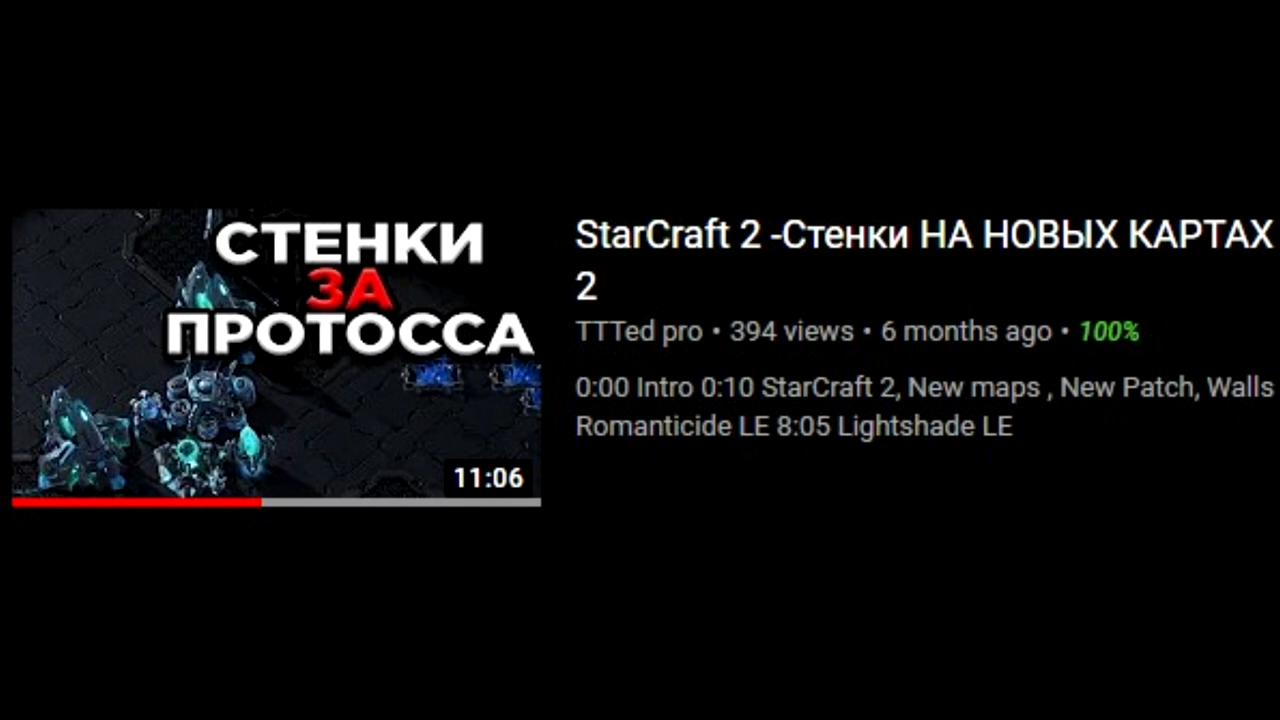 СТЕНКИ
ЗА
ПРОТОССА
11:06
StarCraft 2 -Стенки НА НОВЫХ КАРТАХ
2
TTTed pro • 394 views • 6 months ago • 100%
0:00 Intro 0:10 StarCraft 2, New maps , New Patch, Walls
Romanticide LE 8:05 Lightshade LE